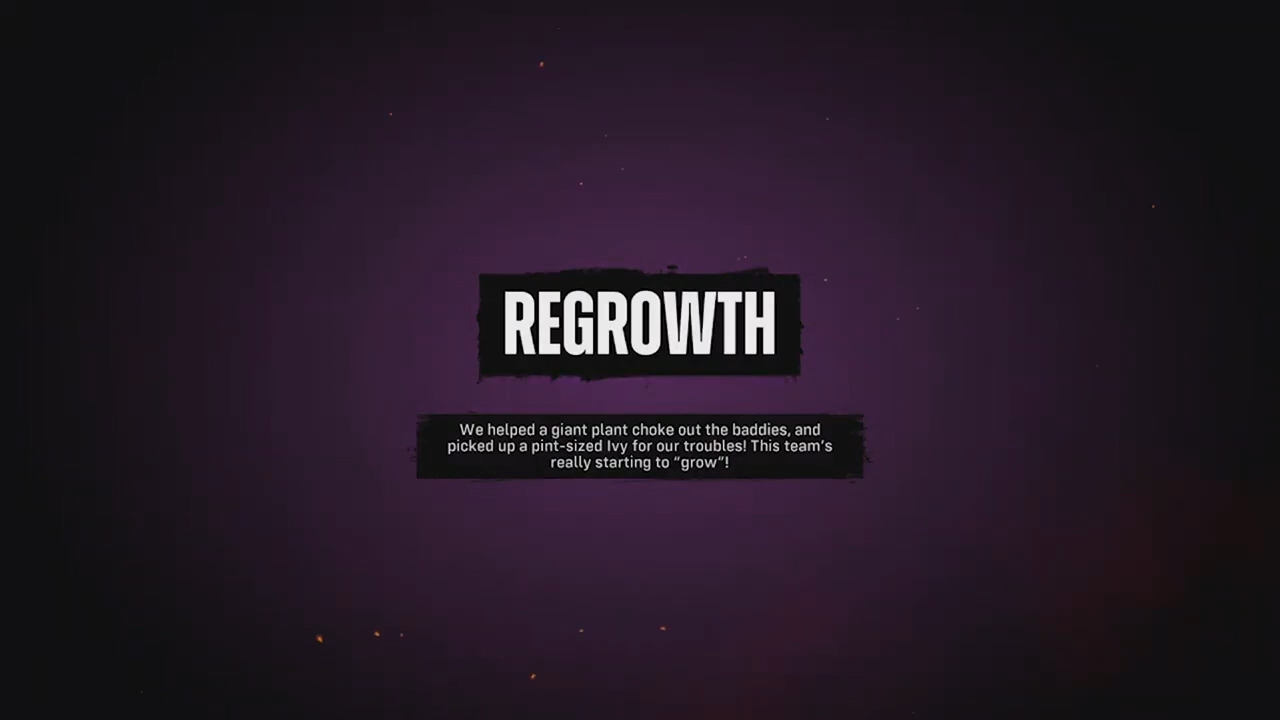 REGROWTH
We helped a giant plant choke out the baddies, and
picked up a pint-sized Ivy for our troubles! This team's
really starting to “grow“!